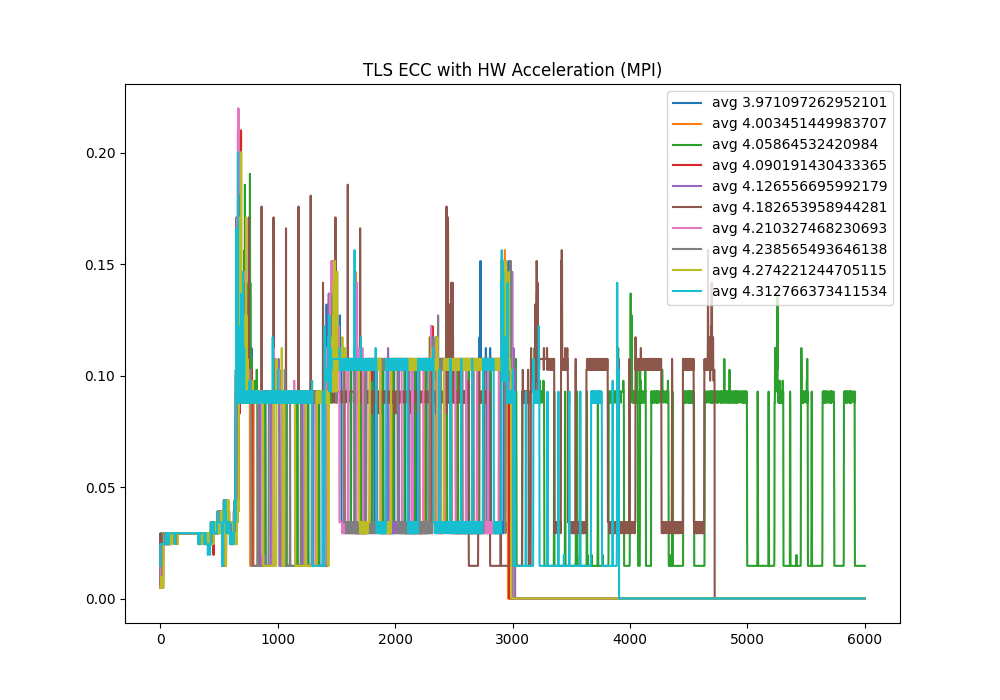 TLS ECC with HW Acceleration (MPI)
avg 3.971097262952101
avg 4.003451449983707
avg 4.05864532420984
avg 4.090191430433365
avg 4.126556695992179
avg 4.182653958944281
avg 4.210327468230693
avg 4.238565493646138
avg 4.274221244705115
avg 4.312766373411534
0.20
0.15
0.10
0.05
0.00
0 1000 2000 3000 4000 5000 6000